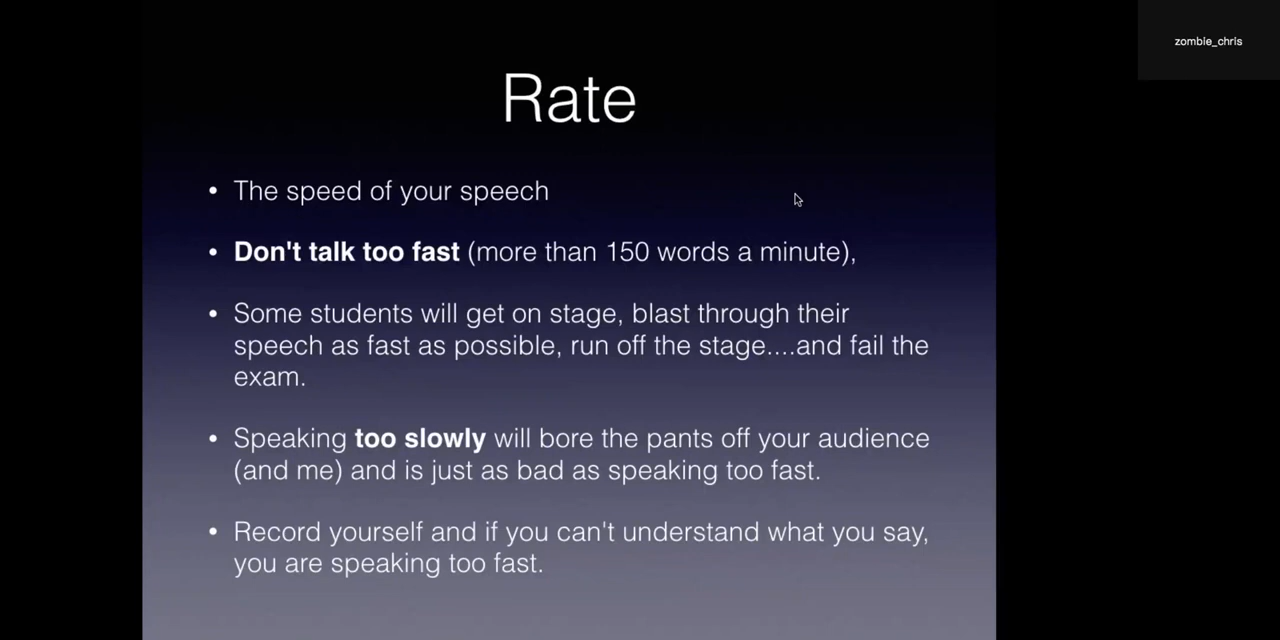 zombie_chris
Rate
• The speed of your speech
• Don't talk too fast (more than 150 words a minute),
• Some students will get on stage, blast through their
speech as fast as possible, run off the stage....and fail the
exam.
• Speaking too slowly will bore the pants off your audience
(and me) and is just as bad as speaking too fast.
• Record yourself and if you can't understand what you say,
you are speaking too fast.